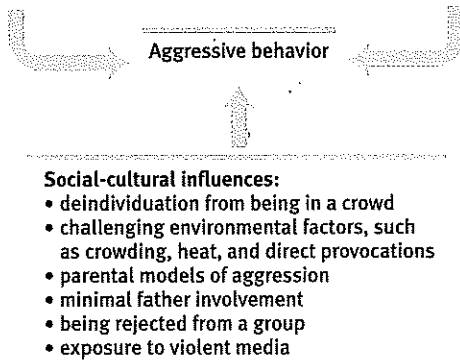 Aggressive behavior
Social-cultural influences:
• deindividuation from being in a crowd
• challenging environmental factors, such
as crowding, heat, and direct provocations
• parental models of aggression
• minimal father involvement
• being rejected from a group
• exposure to violent media